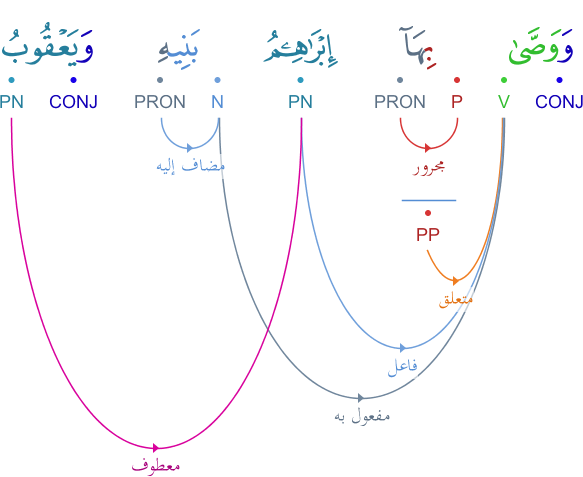 وَوَصَّىٰ بِهَآ إِبْرَٰهِـۧمُ بَنِيهِ وَيَعْقُوبُ
CONJ V P PRON PN N PRON CONJ PN
مضاف إليه
مجرور
PP
متعلق
فاعل
مفعول به
معطوف